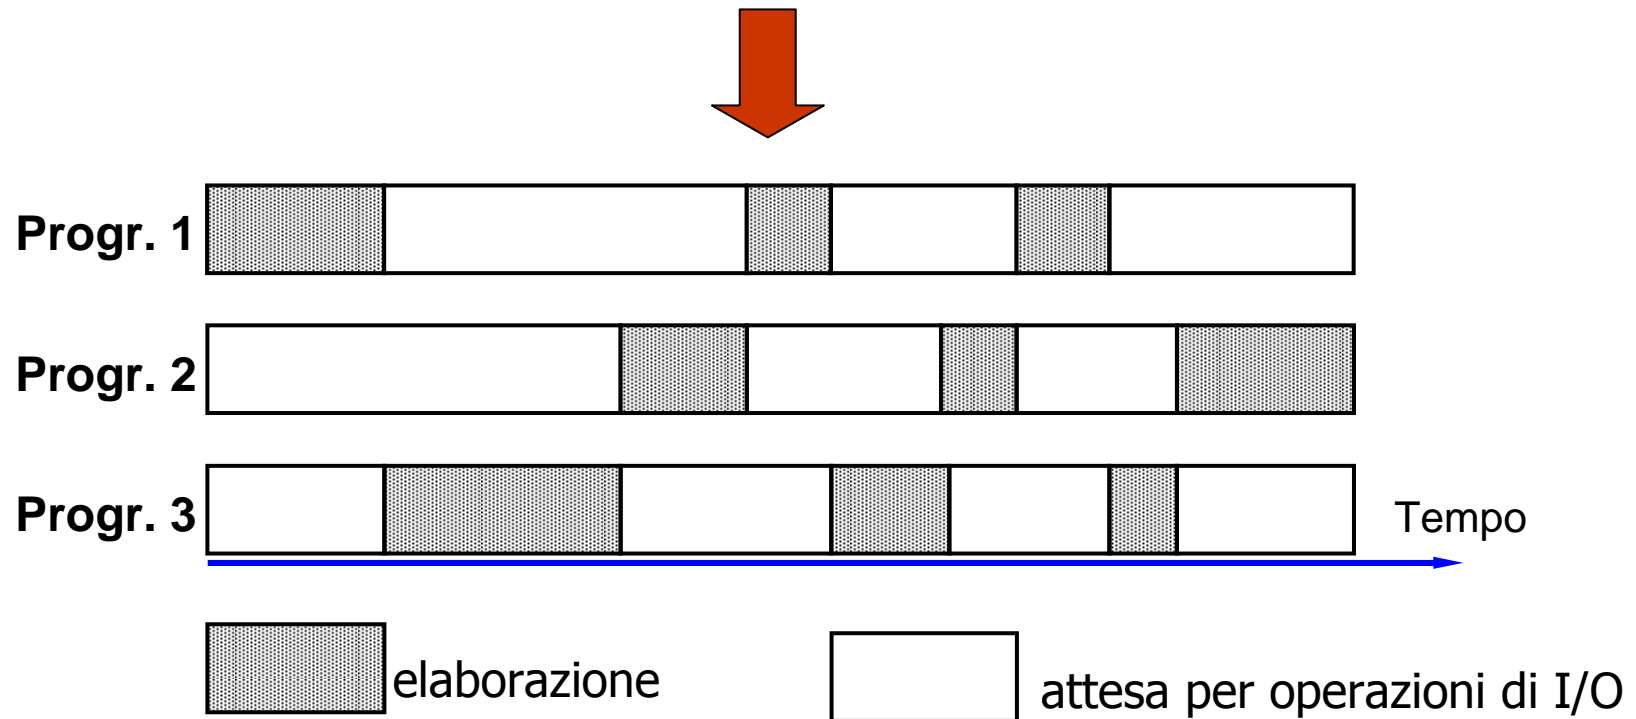 Progr. 1
Progr. 2
Progr. 3
Tempo
elaborazione
attesa per operazioni di I/O